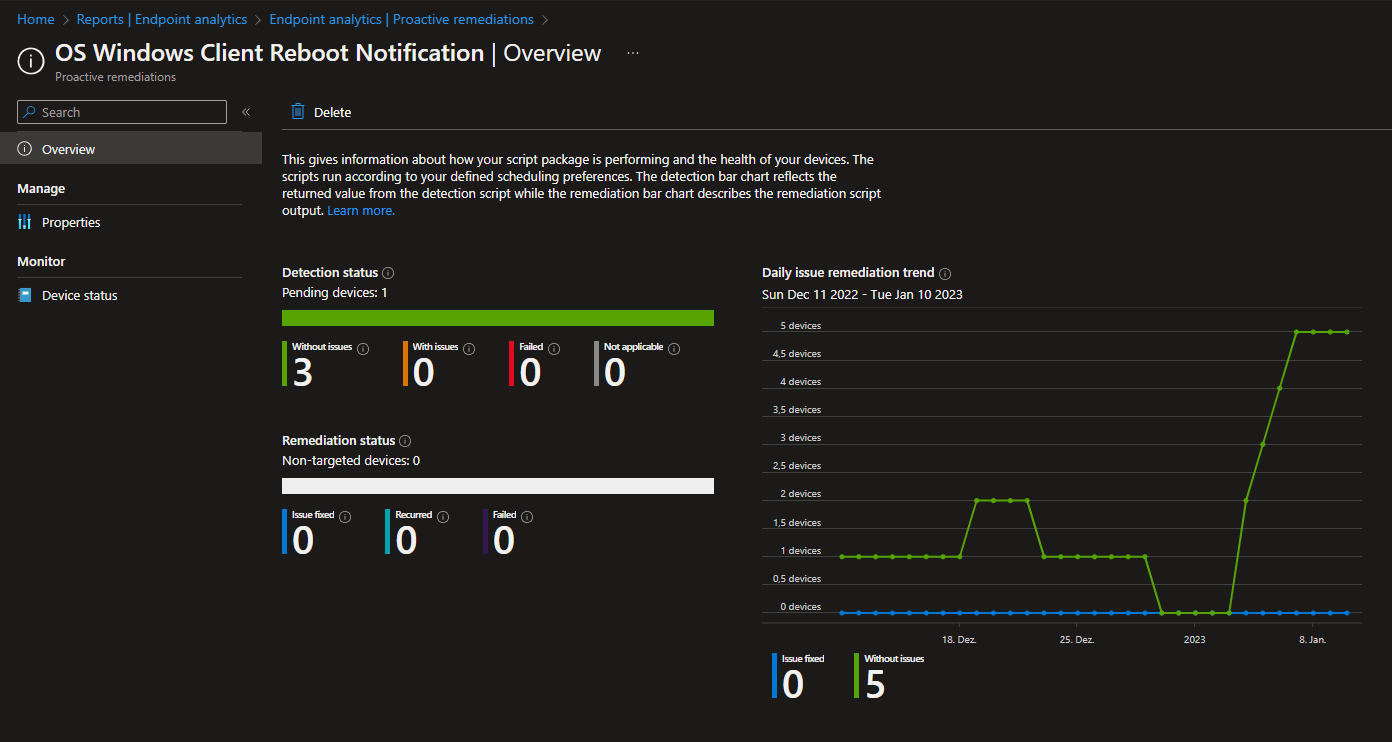 Home > Reports | Endpoint analytics > Endpoint analytics | Proactive remediations >
OS Windows Client Reboot Notification | Overview ...
Proactive remediations
Search «
Delete
Overview
Manage
Properties
Monitor
Device status
This gives information about how your script package is performing and the health of your devices. The
scripts run according to your defined scheduling preferences. The detection bar chart reflects the
returned value from the detection script while the remediation bar chart describes the remediation script
output. Learn more.
Detection status
Pending devices: 1
Without issues
3
With issues
0
Failed
0
Not applicable
0
Remediation status
Non-targeted devices: 0
Issue fixed
0
Recurred
0
Failed
0
Daily issue remediation trend
Sun Dec 11 2022 - Tue Jan 10 2023
5 devices
4,5 devices
4 devices
3,5 devices
3 devices
2,5 devices
2 devices
1,5 devices
1 devices
0,5 devices
0 devices
18. Dez. 25. Dez. 2023 8. Jan.
Issue fixed
0
Without issues
5